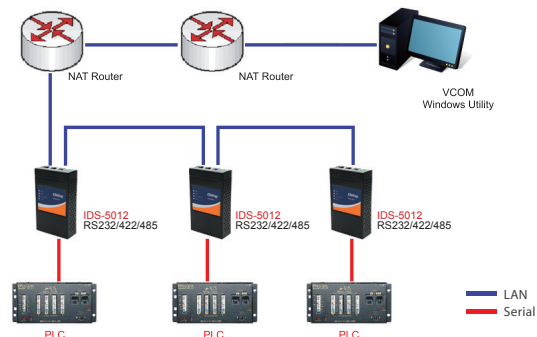 NAT Router
NAT Router
VCOM
Windows Utility
IDS-5012
RS232/422/485
IDS-5012
RS232/422/485
IDS-5012
RS232/422/485
LAN
Serial
PLC
PLC
PLC